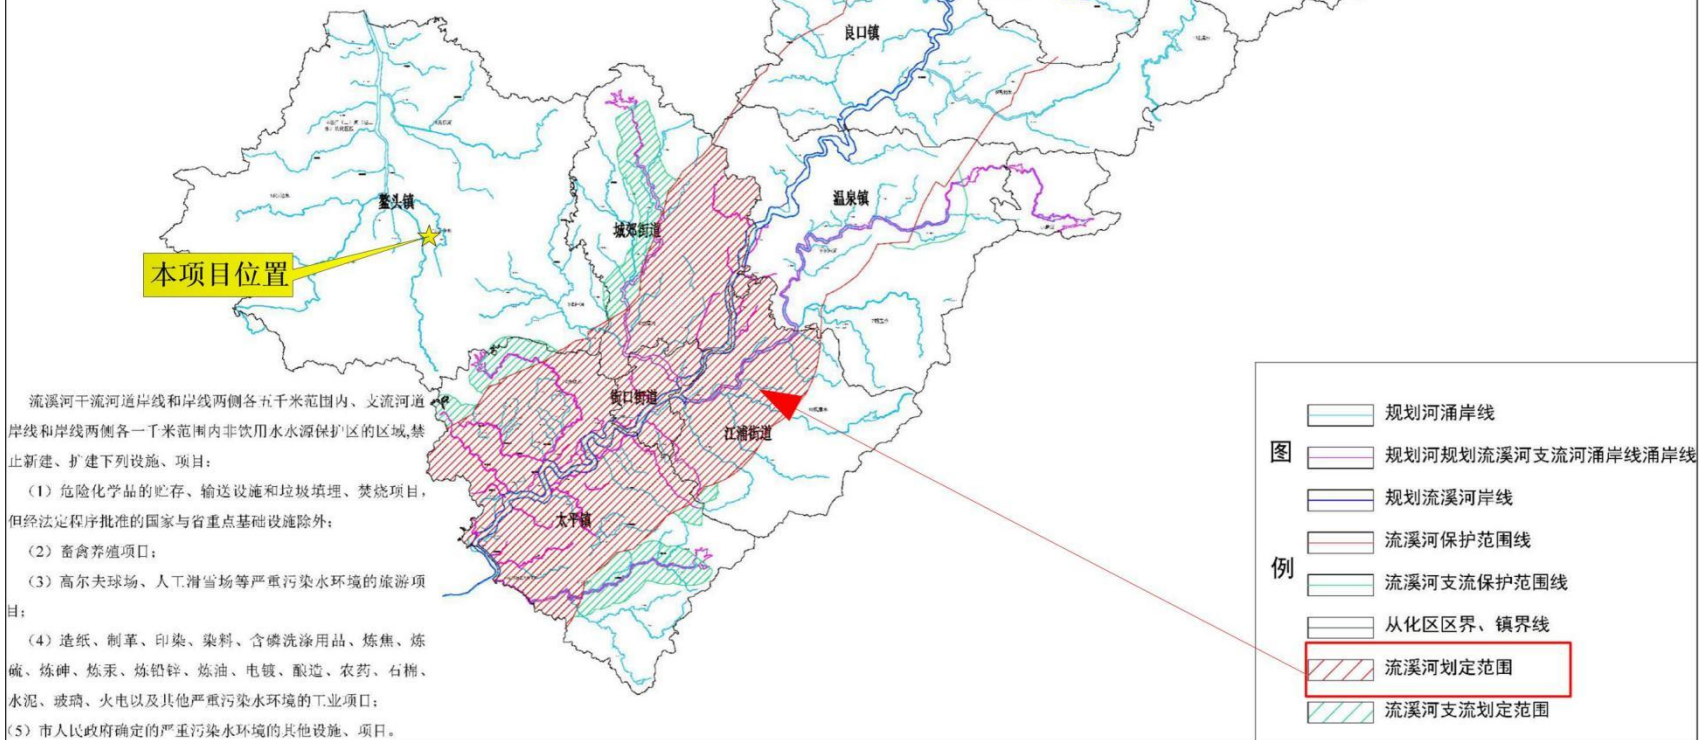 良口镇
温泉镇
鳌头镇
城郊街道
本项目位置
街口街道
江浦街道
太平镇
流溪河干流河道岸线和岸线两侧各五千米范围内、支流河道
岸线和岸线两侧各一千米范围内非饮用水水源保护区的区域,禁
止新建、扩建下列设施、项目:
（1）危险化学品的贮存、输送设施和垃圾填埋、焚烧项目，
但经法定程序批准的国家与省重点基础设施除外;
（2）畜禽养殖项目;
（3）高尔夫球场、人工滑雪场等严重污染水环境的旅游项
目;
（4）造纸、制革、印染、染料、含磷洗涤用品、炼焦、炼
硫、炼砷、炼汞、炼铅锌、炼油、电镀、酿造、农药、石棉、
水泥、玻璃、火电以及其他严重污染水环境的工业项目;
（5）市人民政府确定的严重污染水环境的其他设施、项目。
图例
规划河涌岸线
规划河规划流溪河支流河涌岸线涌岸线
规划流溪河岸线
流溪河保护范围线
流溪河支流保护范围线
从化区区界、镇界线
流溪河划定范围
流溪河支流划定范围